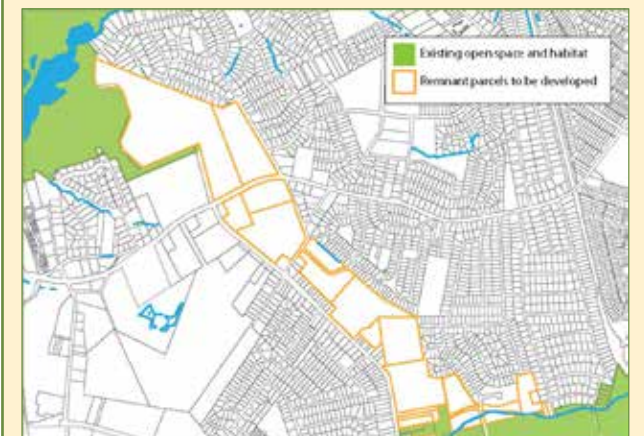 Existing open space and habitat
Remnant parcels to be developed